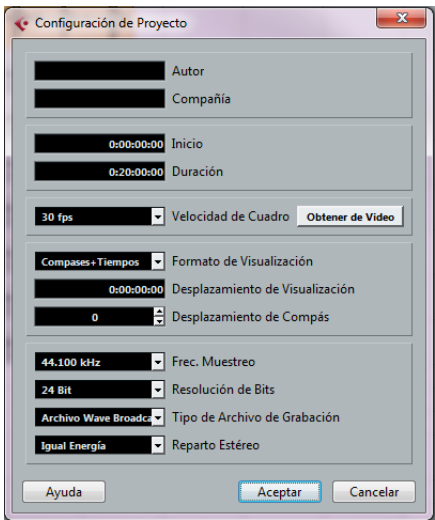 Configuración de Proyecto
Autor
Compañía
0:00:00:00 Inicio
0:20:00:00 Duración
30 fps Velocidad de Cuadro Obtener de Video
Compases+Tiempos Formato de Visualización
0:00:00:00 Desplazamiento de Visualización
0 Desplazamiento de Compás
44.100 kHz Frec. Muestreo
24 Bit Resolución de Bits
Archivo Wave Broadca Tipo de Archivo de Grabación
Igual Energía Reparto Estéreo
Ayuda Aceptar Cancelar